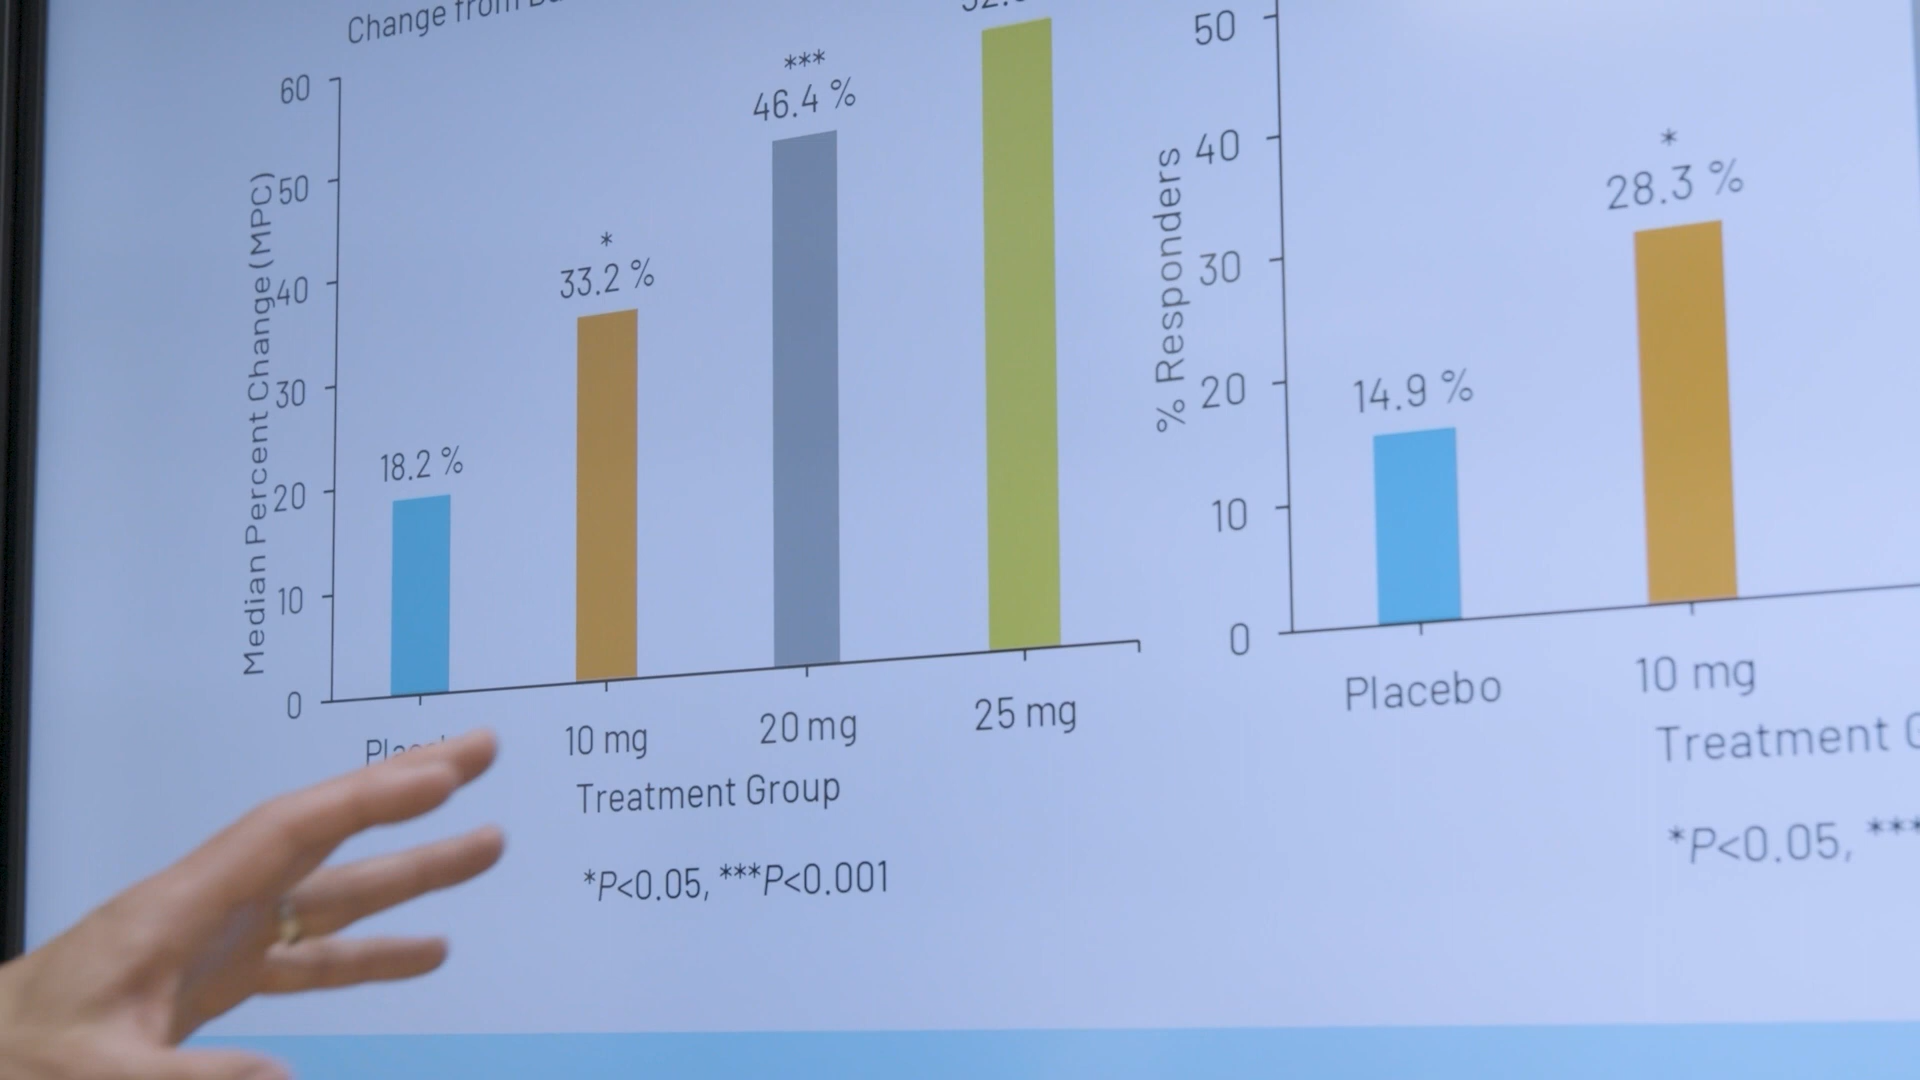 Change from
60
50
40
30
20
10
0
Median Percent Change (MPC)
18.2 %
*
33.2 %
***
46.4 %
10 mg
20 mg
25 mg
Treatment Group
*P<0.05, ***P<0.001
50
40
30
20
10
0
% Responders
14.9 %
*
28.3 %
Placebo
10 mg
Treatment
*P<0.05, ***